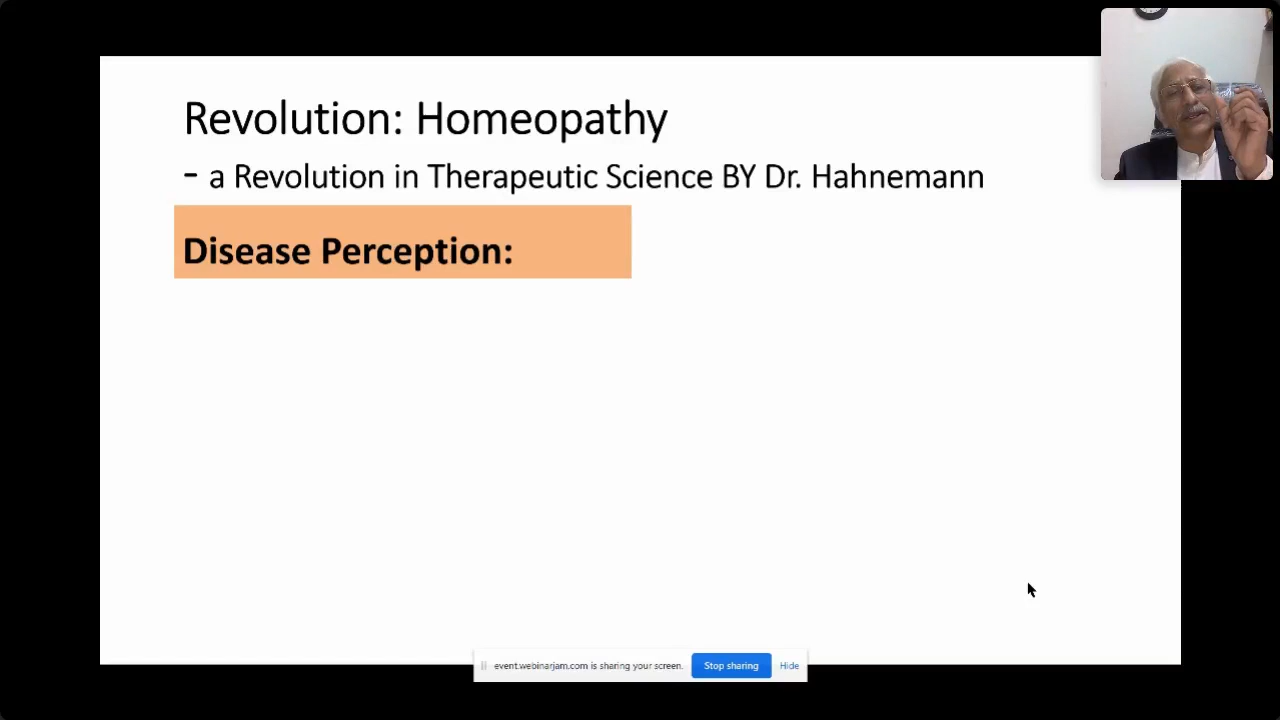 Revolution: Homeopathy
- a Revolution in Therapeutic Science BY Dr. Hahnemann
Disease Perception:
event.webinarjam.com is sharing your screen. Stop sharing Hide